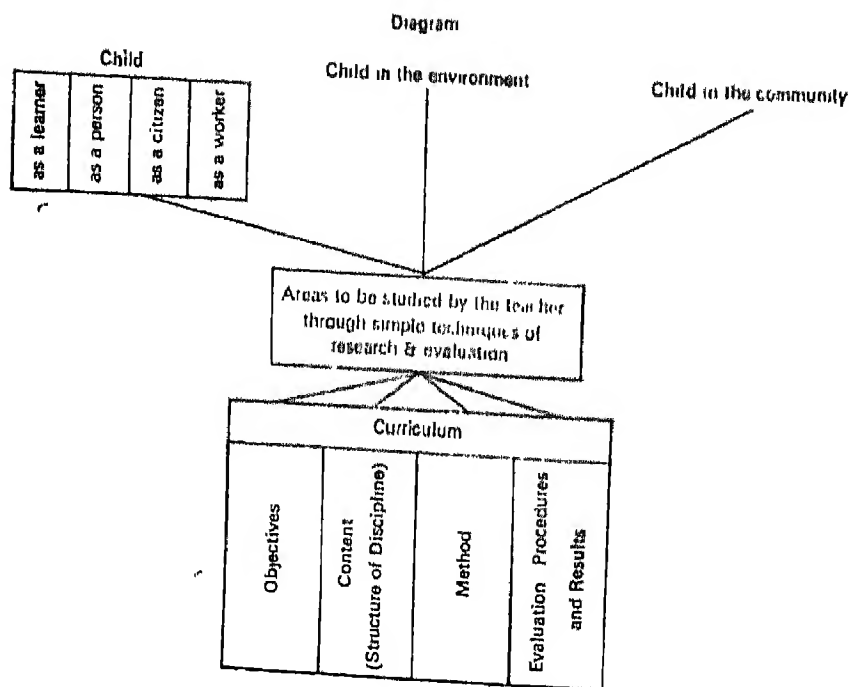 Diagram
Child
Child in the environment
Child in the community
as a learner
as a person
as a citizen
as a worker
Areas to be studied by the teacher
through simple techniques of
research & evaluation
Curriculum
Objectives
Content
(Structure of Discipline)
Method
Evaluation Procedures
and Results